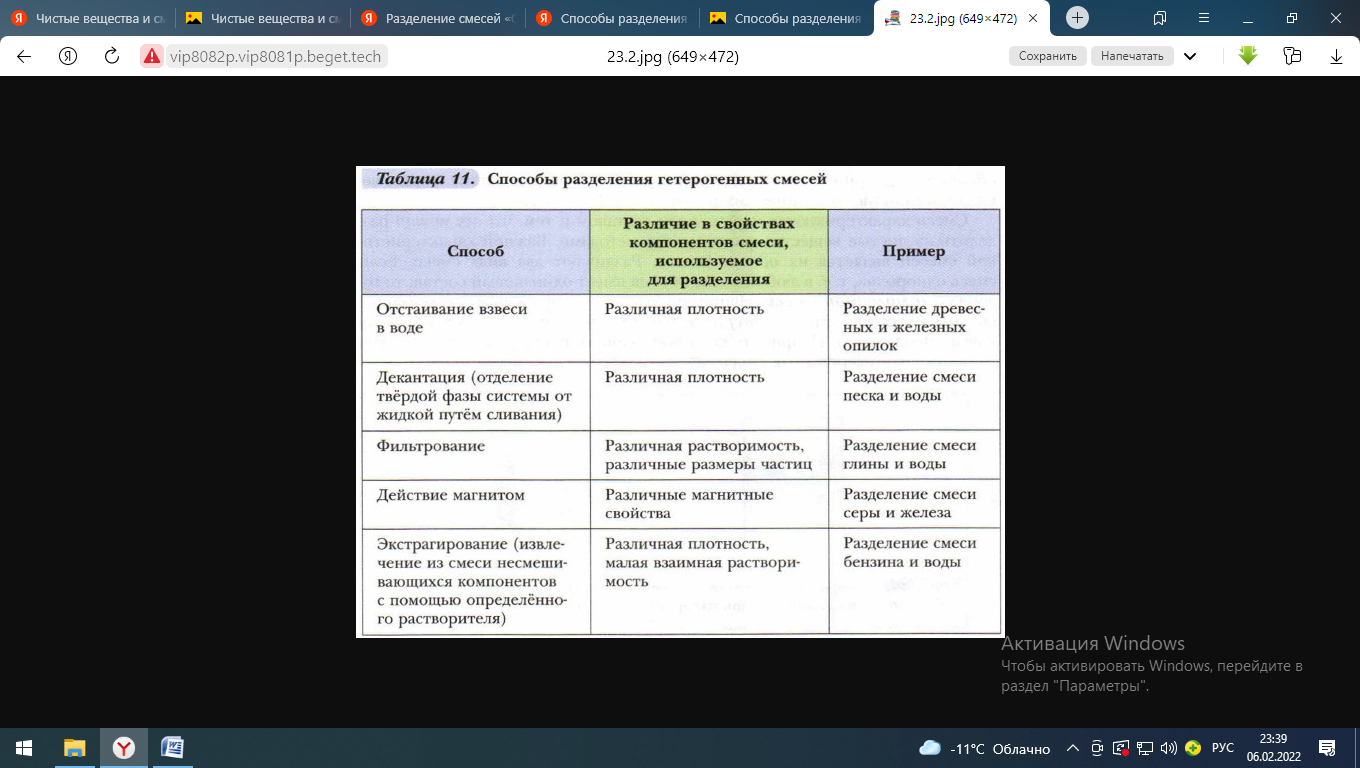 Чистые вещества и см
Чистые вещества и см
Разделение смесей «С
Способы разделения
Способы разделения
23.2.jpg (649×472)
vip8082p.vip8081p.beget.tech
23.2.jpg (649×472)
Сохранить
Напечатать
Таблица 11. Способы разделения гетерогенных смесей
Способ
Различие в свойствах
компонентов смеси,
используемое
для разделения
Пример
Отстаивание взвеси
в воде
Различная плотность
Разделение древес-
ных и железных
опилок
Декантация (отделение
твёрдой фазы системы от
жидкой путём сливания)
Различная плотность
Разделение смеси
песка и воды
Фильтрование
Различная растворимость,
различные размеры частиц
Разделение смеси
глины и воды
Действие магнитом
Различные магнитные
свойства
Разделение смеси
серы и железа
Экстрагирование (извле-
чение из смеси несмеши-
вающихся компонентов
с помощью определённо-
го растворителя)
Различная плотность,
малая взаимная раствори-
мость
Разделение смеси
бензина и воды
Активация Windows
Чтобы активировать Windows, перейдите в
раздел "Параметры".
-11°C Облачно
РУС
23:39
06.02.2022